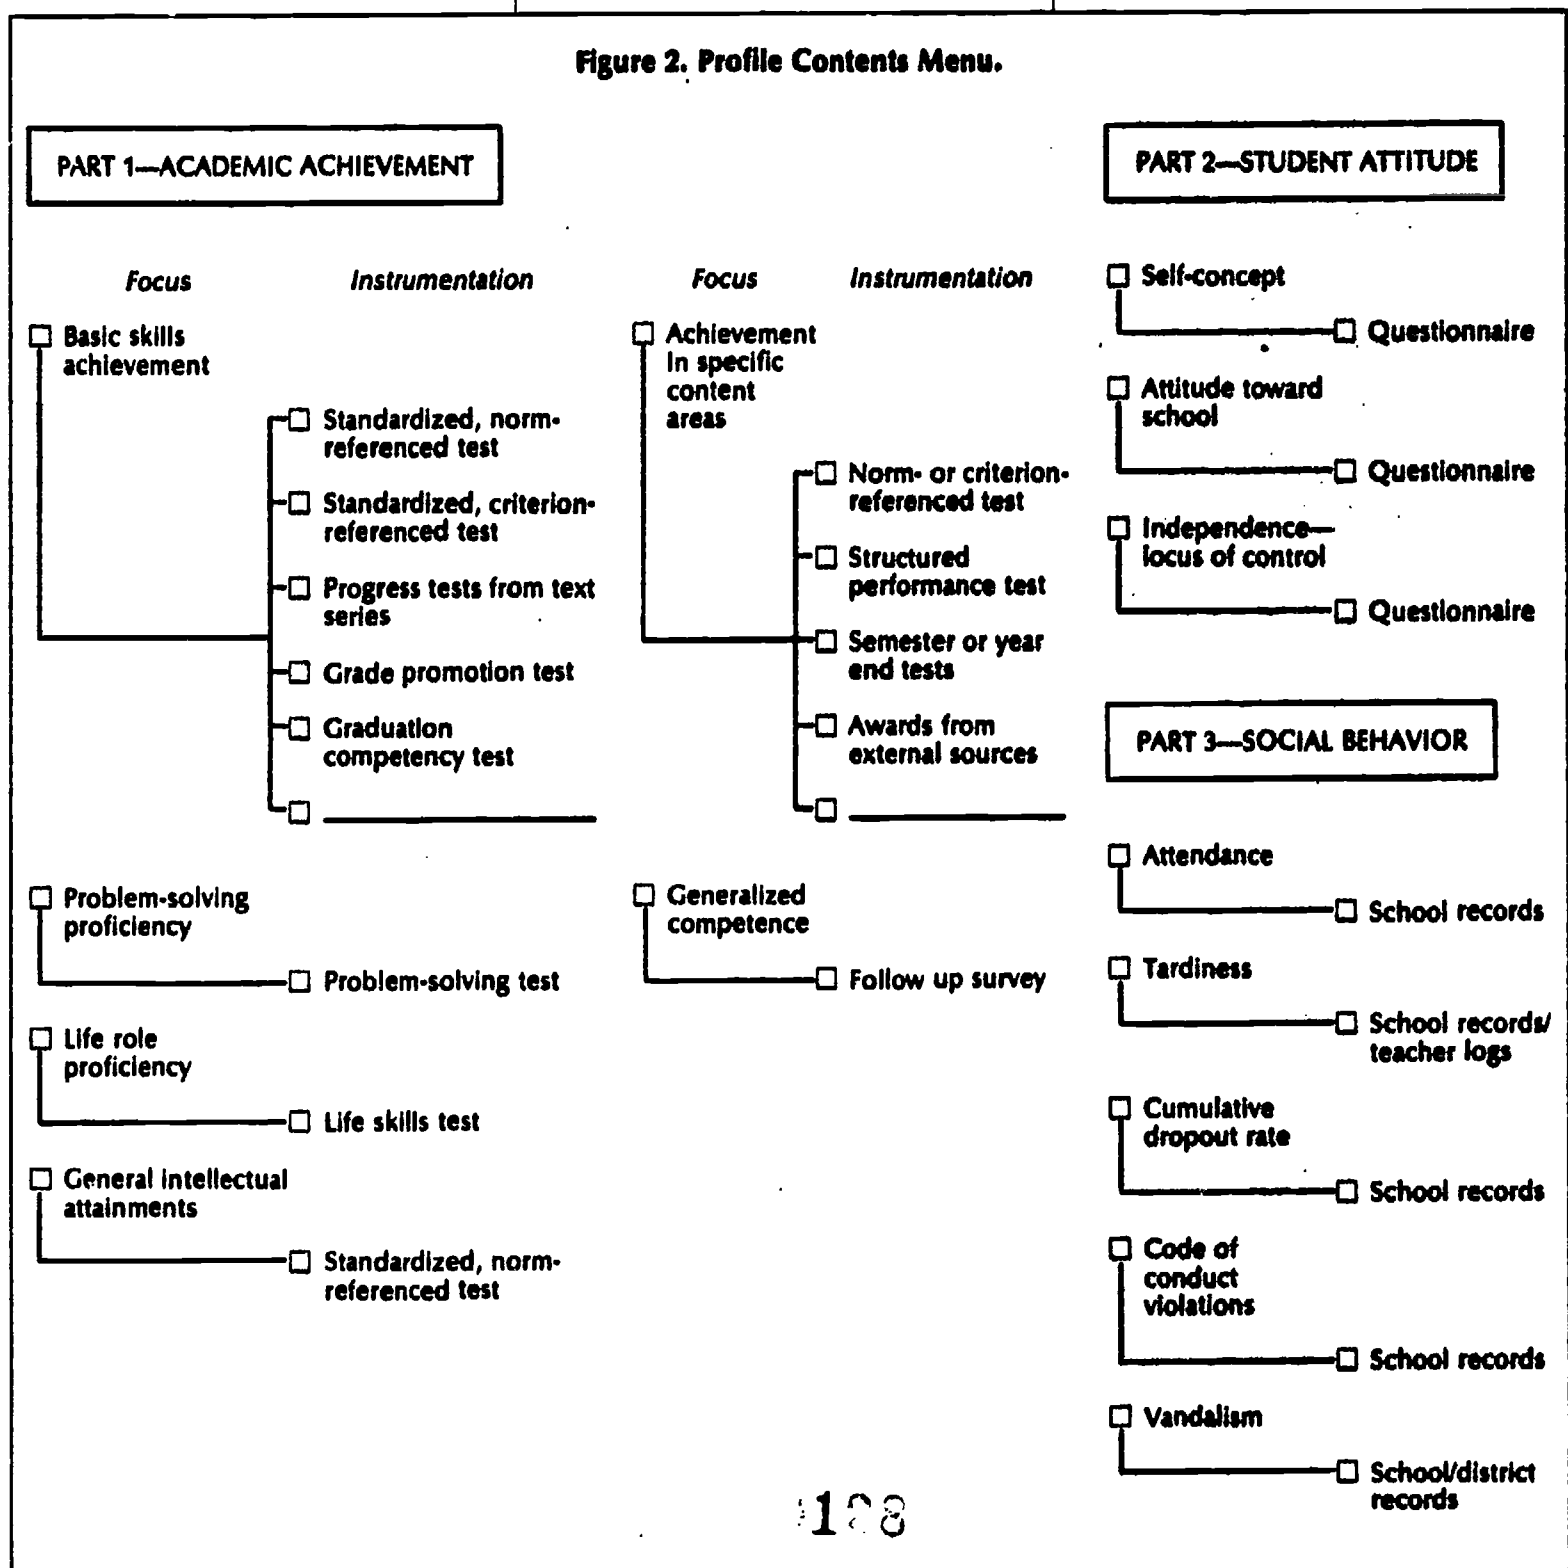 Figure 2. Profile Contents Menu.
PART 1—ACADEMIC ACHIEVEMENT
Focus
Instrumentation
Basic skills
achievement
Standardized, norm-
referenced test
Standardized, criterion-
referenced test
Progress tests from text
series
Grade promotion test
Graduation
competency test
Problem-solving
proficiency
Problem-solving test
Life role
proficiency
Life skills test
General intellectual
attainments
Standardized, norm-
referenced test
Focus
Instrumentation
Achievement
in specific
content
areas
Norm- or criterion-
referenced test
Structured
performance test
Semester or year
end tests
Awards from
external sources
Generalized
competence
Follow up survey
PART 2—STUDENT ATTITUDE
Self-concept
Questionnaire
Attitude toward
school
Questionnaire
Independence—
locus of control
Questionnaire
PART 3—SOCIAL BEHAVIOR
Attendance
School records
Tardiness
School records/
teacher logs
Cumulative
dropout rate
School records
Code of
conduct
violations
School records
Vandalism
School/district
records